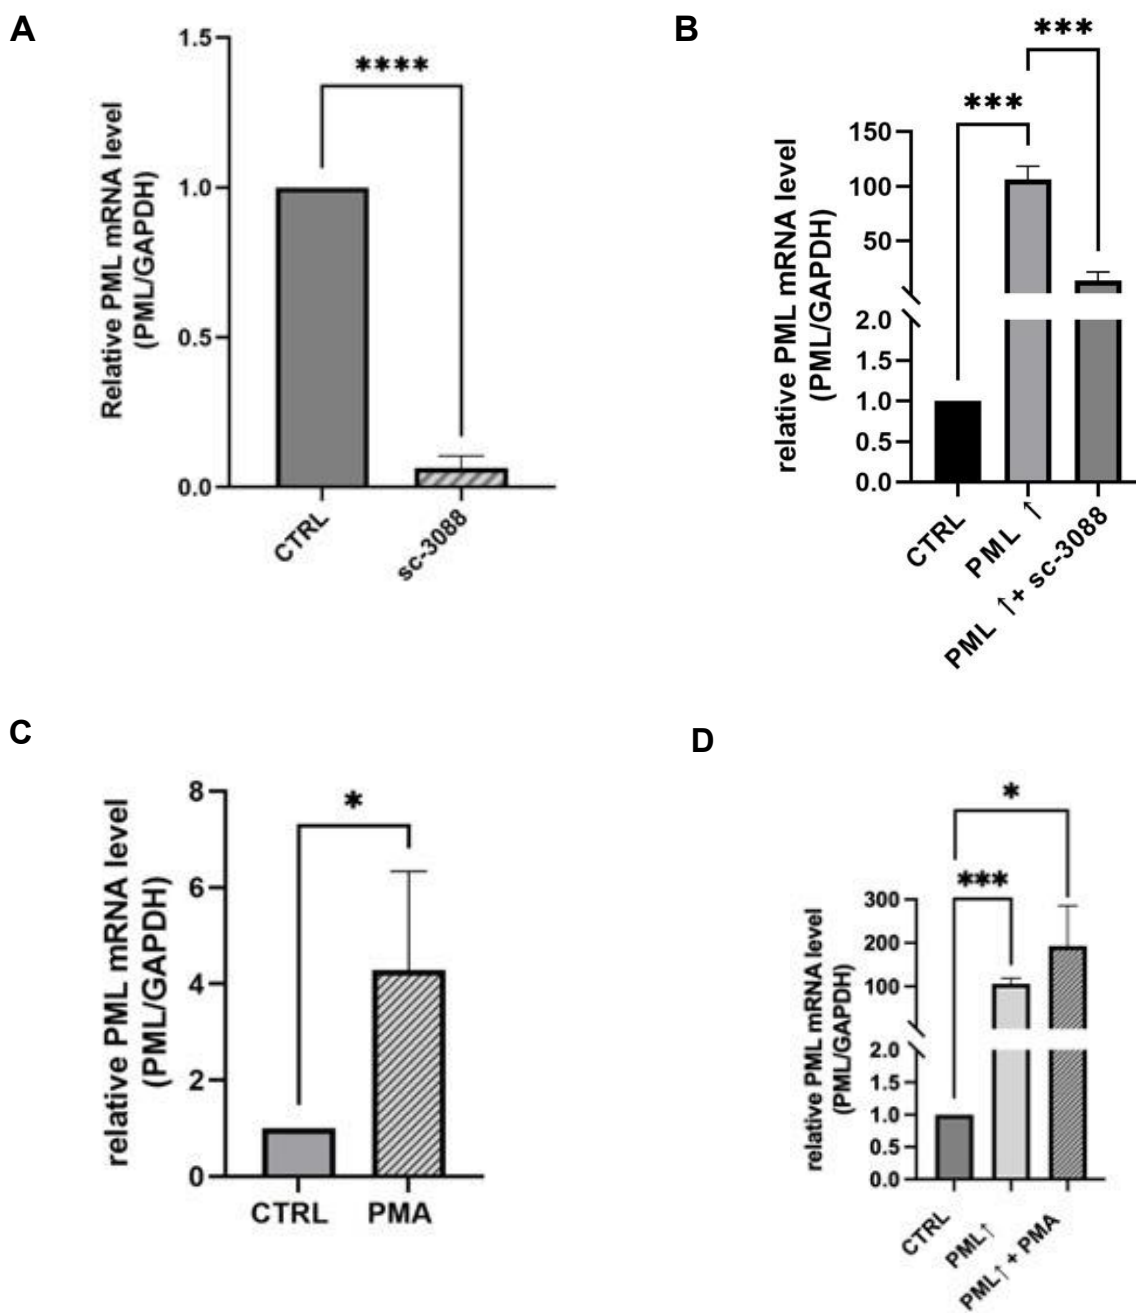 A
Relative PML mRNA level
(PML/GAPDH)
1.5
1.0
0.5
0.0
****
CTRL
sc-3088
B
relative PML mRNA level
(PML/GAPDH)
150
100
50
2.0
1.5
1.0
0.5
0.0
***
***
CTRL
PML ↑
PML ↑+ sc-3088
C
relative PML mRNA level
(PML/GAPDH)
8
6
4
2
0
*
CTRL
PMA
D
relative PML mRNA level
(PML/GAPDH)
300
200
100
2.0
1.5
1.0
0.5
0.0
*
***
CTRL
PML↑
PML↑ + PMA